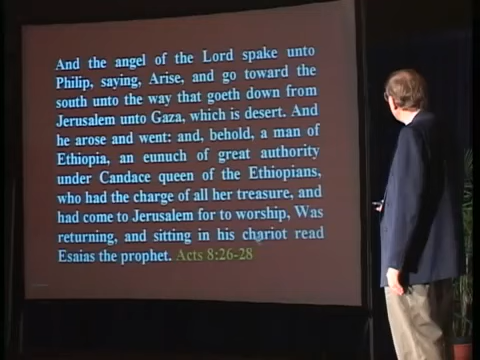 And the angel of the Lord spake unto
Philip, saying, Arise, and go toward the
south unto the way that goeth down from
Jerusalem unto Gaza, which is desert. And
he arose and went: and, behold, a man of
Ethiopia, an eunuch of great authority
under Candace queen of the Ethiopians,
who had the charge of all her treasure, and
had come to Jerusalem for to worship, Was
returning, and sitting in his chariot read
Esaias the prophet. Acts 8:26-28